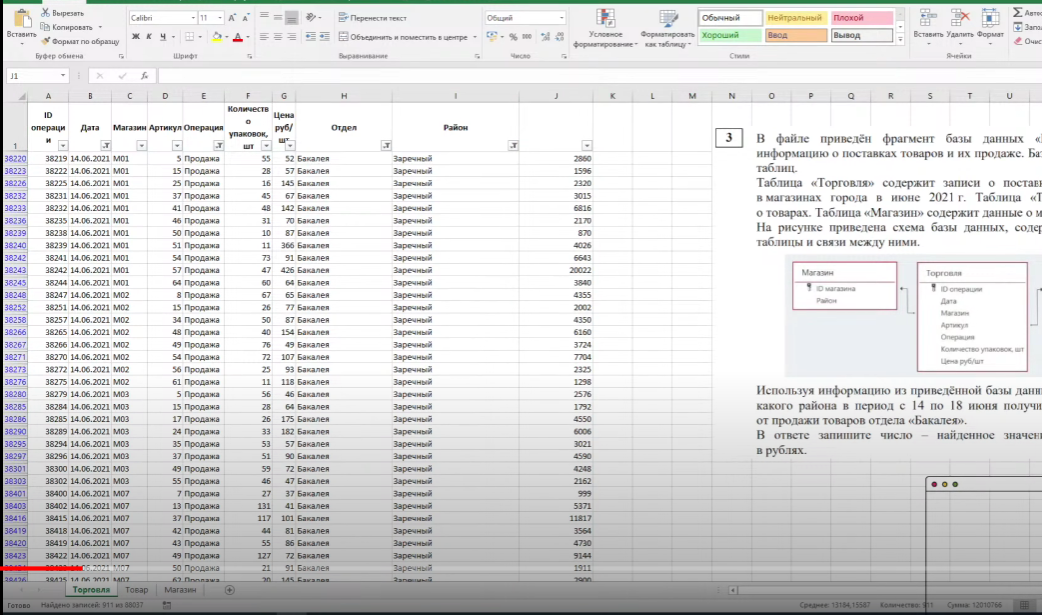 Вырезать
Копировать
Формат по образцу
Вставить
Буфер обмена
Calibri 11
Ж К Ч
Шрифт
Перенести текст
Объединить и поместить в центре
Выравнивание
Общий
% 000
Число
Условное форматирование
Форматировать как таблицу
Обычный Нейтральный Плохой
Хороший Ввод Вывод
Стили
Вставить Удалить Формат
Ячейки
J1 fx
A B C D E F G H I J K L M N O P Q R S T U
1 ID операции Дата Магазин Артикул Операция Количество упаковок, шт Цена руб/шт Отдел Район
38220 38219 14.06.2021 M01 5 Продажа 55 52 Бакалея Заречный 2860
38223 38222 14.06.2021 M01 15 Продажа 28 57 Бакалея Заречный 1596
38226 38225 14.06.2021 M01 25 Продажа 16 145 Бакалея Заречный 2320
38232 38231 14.06.2021 M01 37 Продажа 45 67 Бакалея Заречный 3015
38233 38232 14.06.2021 M01 41 Продажа 48 142 Бакалея Заречный 6816
38236 38235 14.06.2021 M01 46 Продажа 31 70 Бакалея Заречный 2170
38239 38238 14.06.2021 M01 50 Продажа 10 87 Бакалея Заречный 870
38240 38239 14.06.2021 M01 51 Продажа 11 366 Бакалея Заречный 4026
38242 38241 14.06.2021 M01 54 Продажа 73 91 Бакалея Заречный 6643
38243 38242 14.06.2021 M01 57 Продажа 47 426 Бакалея Заречный 20022
38245 38244 14.06.2021 M01 64 Продажа 60 64 Бакалея Заречный 3840
38248 38247 14.06.2021 M02 8 Продажа 67 65 Бакалея Заречный 4355
38252 38251 14.06.2021 M02 15 Продажа 26 77 Бакалея Заречный 2002
38258 38257 14.06.2021 M02 34 Продажа 50 87 Бакалея Заречный 4350
38266 38265 14.06.2021 M02 48 Продажа 40 154 Бакалея Заречный 6160
38267 38266 14.06.2021 M02 49 Продажа 76 49 Бакалея Заречный 3724
38271 38270 14.06.2021 M02 54 Продажа 72 107 Бакалея Заречный 7704
38273 38272 14.06.2021 M02 56 Продажа 25 93 Бакалея Заречный 2325
38276 38275 14.06.2021 M02 61 Продажа 11 118 Бакалея Заречный 1298
38280 38279 14.06.2021 M03 5 Продажа 56 46 Бакалея Заречный 2576
38285 38284 14.06.2021 M03 15 Продажа 28 64 Бакалея Заречный 1792
38286 38285 14.06.2021 M03 17 Продажа 26 175 Бакалея Заречный 4550
38290 38289 14.06.2021 M03 24 Продажа 33 182 Бакалея Заречный 6006
38295 38294 14.06.2021 M03 35 Продажа 53 57 Бакалея Заречный 3021
38297 38296 14.06.2021 M03 37 Продажа 51 90 Бакалея Заречный 4590
38301 38300 14.06.2021 M03 49 Продажа 59 72 Бакалея Заречный 4248
38303 38302 14.06.2021 M03 55 Продажа 46 47 Бакалея Заречный 2162
38401 38400 14.06.2021 M07 7 Продажа 27 37 Бакалея Заречный 999
38403 38402 14.06.2021 M07 13 Продажа 131 41 Бакалея Заречный 5371
38416 38415 14.06.2021 M07 37 Продажа 117 101 Бакалея Заречный 11817
38419 38418 14.06.2021 M07 42 Продажа 44 81 Бакалея Заречный 3564
38420 38419 14.06.2021 M07 43 Продажа 55 86 Бакалея Заречный 4730
38423 38422 14.06.2021 M07 49 Продажа 127 72 Бакалея Заречный 9144
M07 50 Продажа 21 91 Бакалея Заречный 1911
38426 38425 14.06.2021 M07 62 Продажа 20 145 Бакалея Заречный 2900
3
В файле приведён фрагмент базы данных
информацию о поставках товаров и их продаже.
таблиц.
Таблица «Торговля» содержит записи о
в магазинах города в июне 2021 г. Таблица
о товарах. Таблица «Магазин» содержит данные о
На рисунке приведена схема базы данных,
таблицы и связи между ними.
Магазин
ID магазина
Район
Торговля
ID операции
Дата
Магазин
Артикул
Операция
Количество упаковок, шт
Цена руб/шт
Используя информацию из приведённой базы
какого района в период с 14 по 18 июня
от продажи товаров отдела «Бакалея».
В ответе запишите число – найденное
в рублях.
Торговля Товар Магазин
Готово Найдено записей: 911 из 88057 Среднее: 13184,15587 Сумма: 12010766